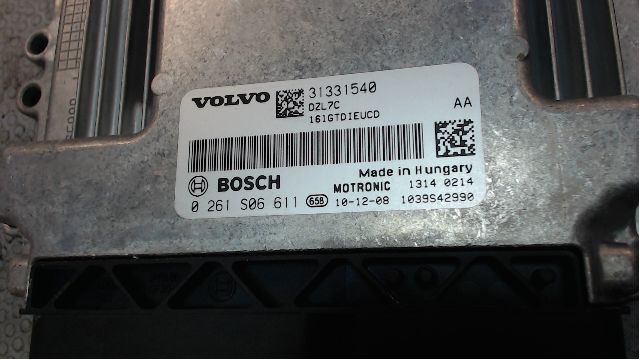 VOLVO 31331540
DZL7C AA
161GTDIEUCD
Made in Hungary
BOSCH MOTRONIC 1314 0214
0 261 S06 611 65B 10-12-08 1039S42990